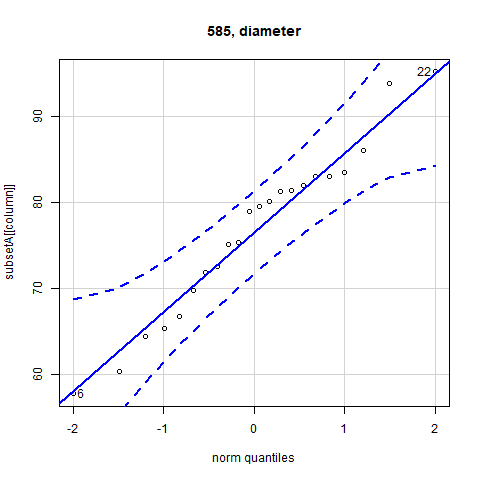 585, diameter
22
90
80
70
60
6
-2 -1 0 1 2
norm quantiles
subsetA[[column]]